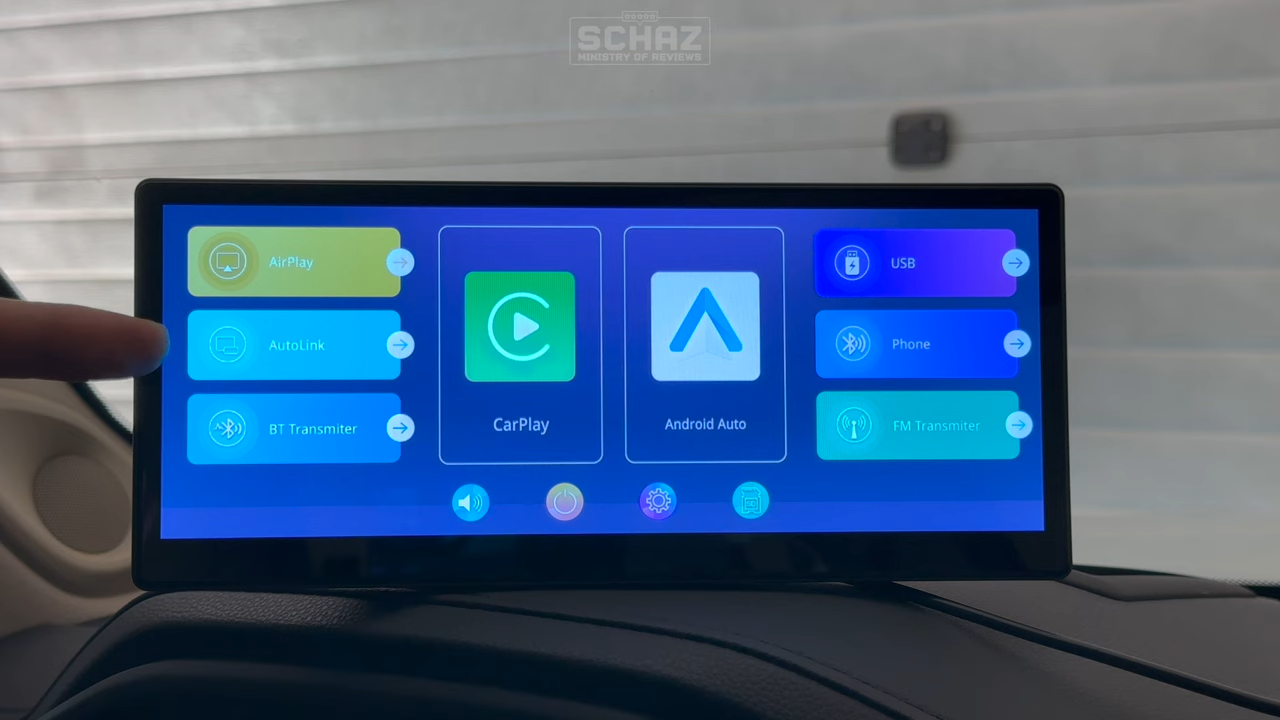 SCHAZ
MINISTRY OF REVIEWS
AirPlay
AutoLink
BT Transmiter
CarPlay
Android Auto
USB
Phone
FM Transmiter